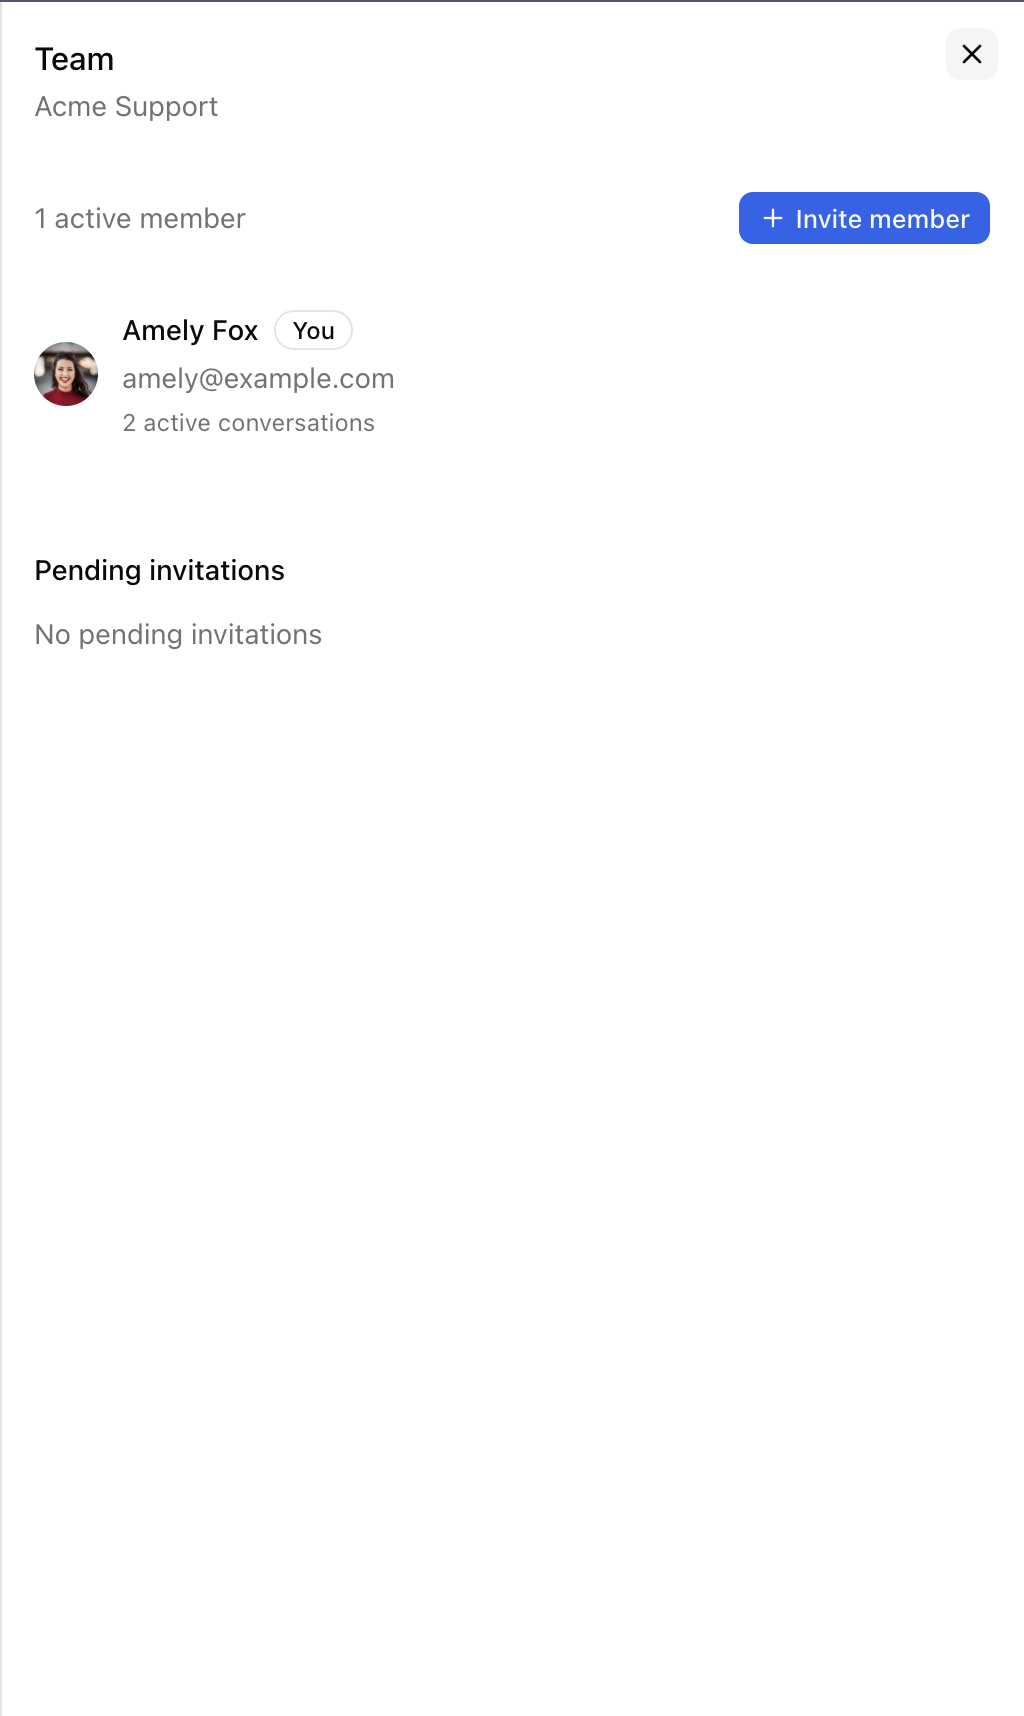 Team
Acme Support
1 active member
Invite member
Amely Fox
You
amely@example.com
2 active conversations
Pending invitations
No pending invitations